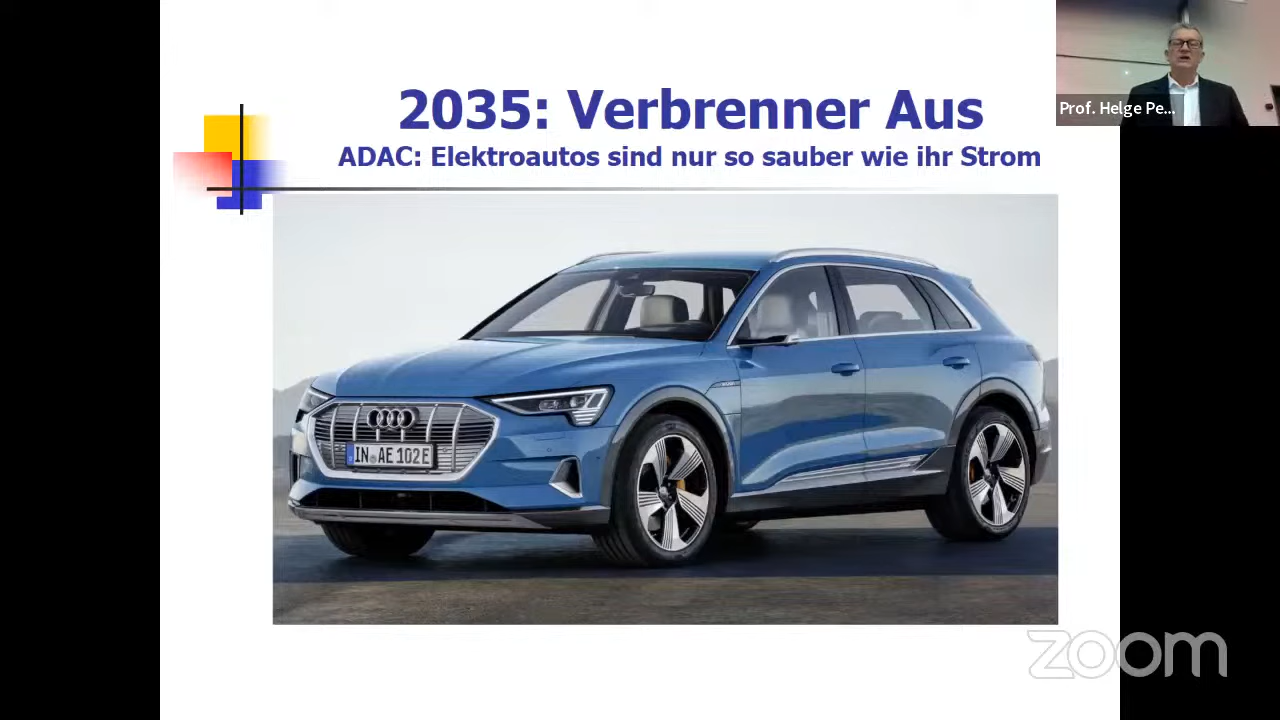 2035: Verbrenner Aus
ADAC: Elektroautos sind nur so sauber wie ihr Strom
Prof. Helge Pe...
IN AE 102E
zoom